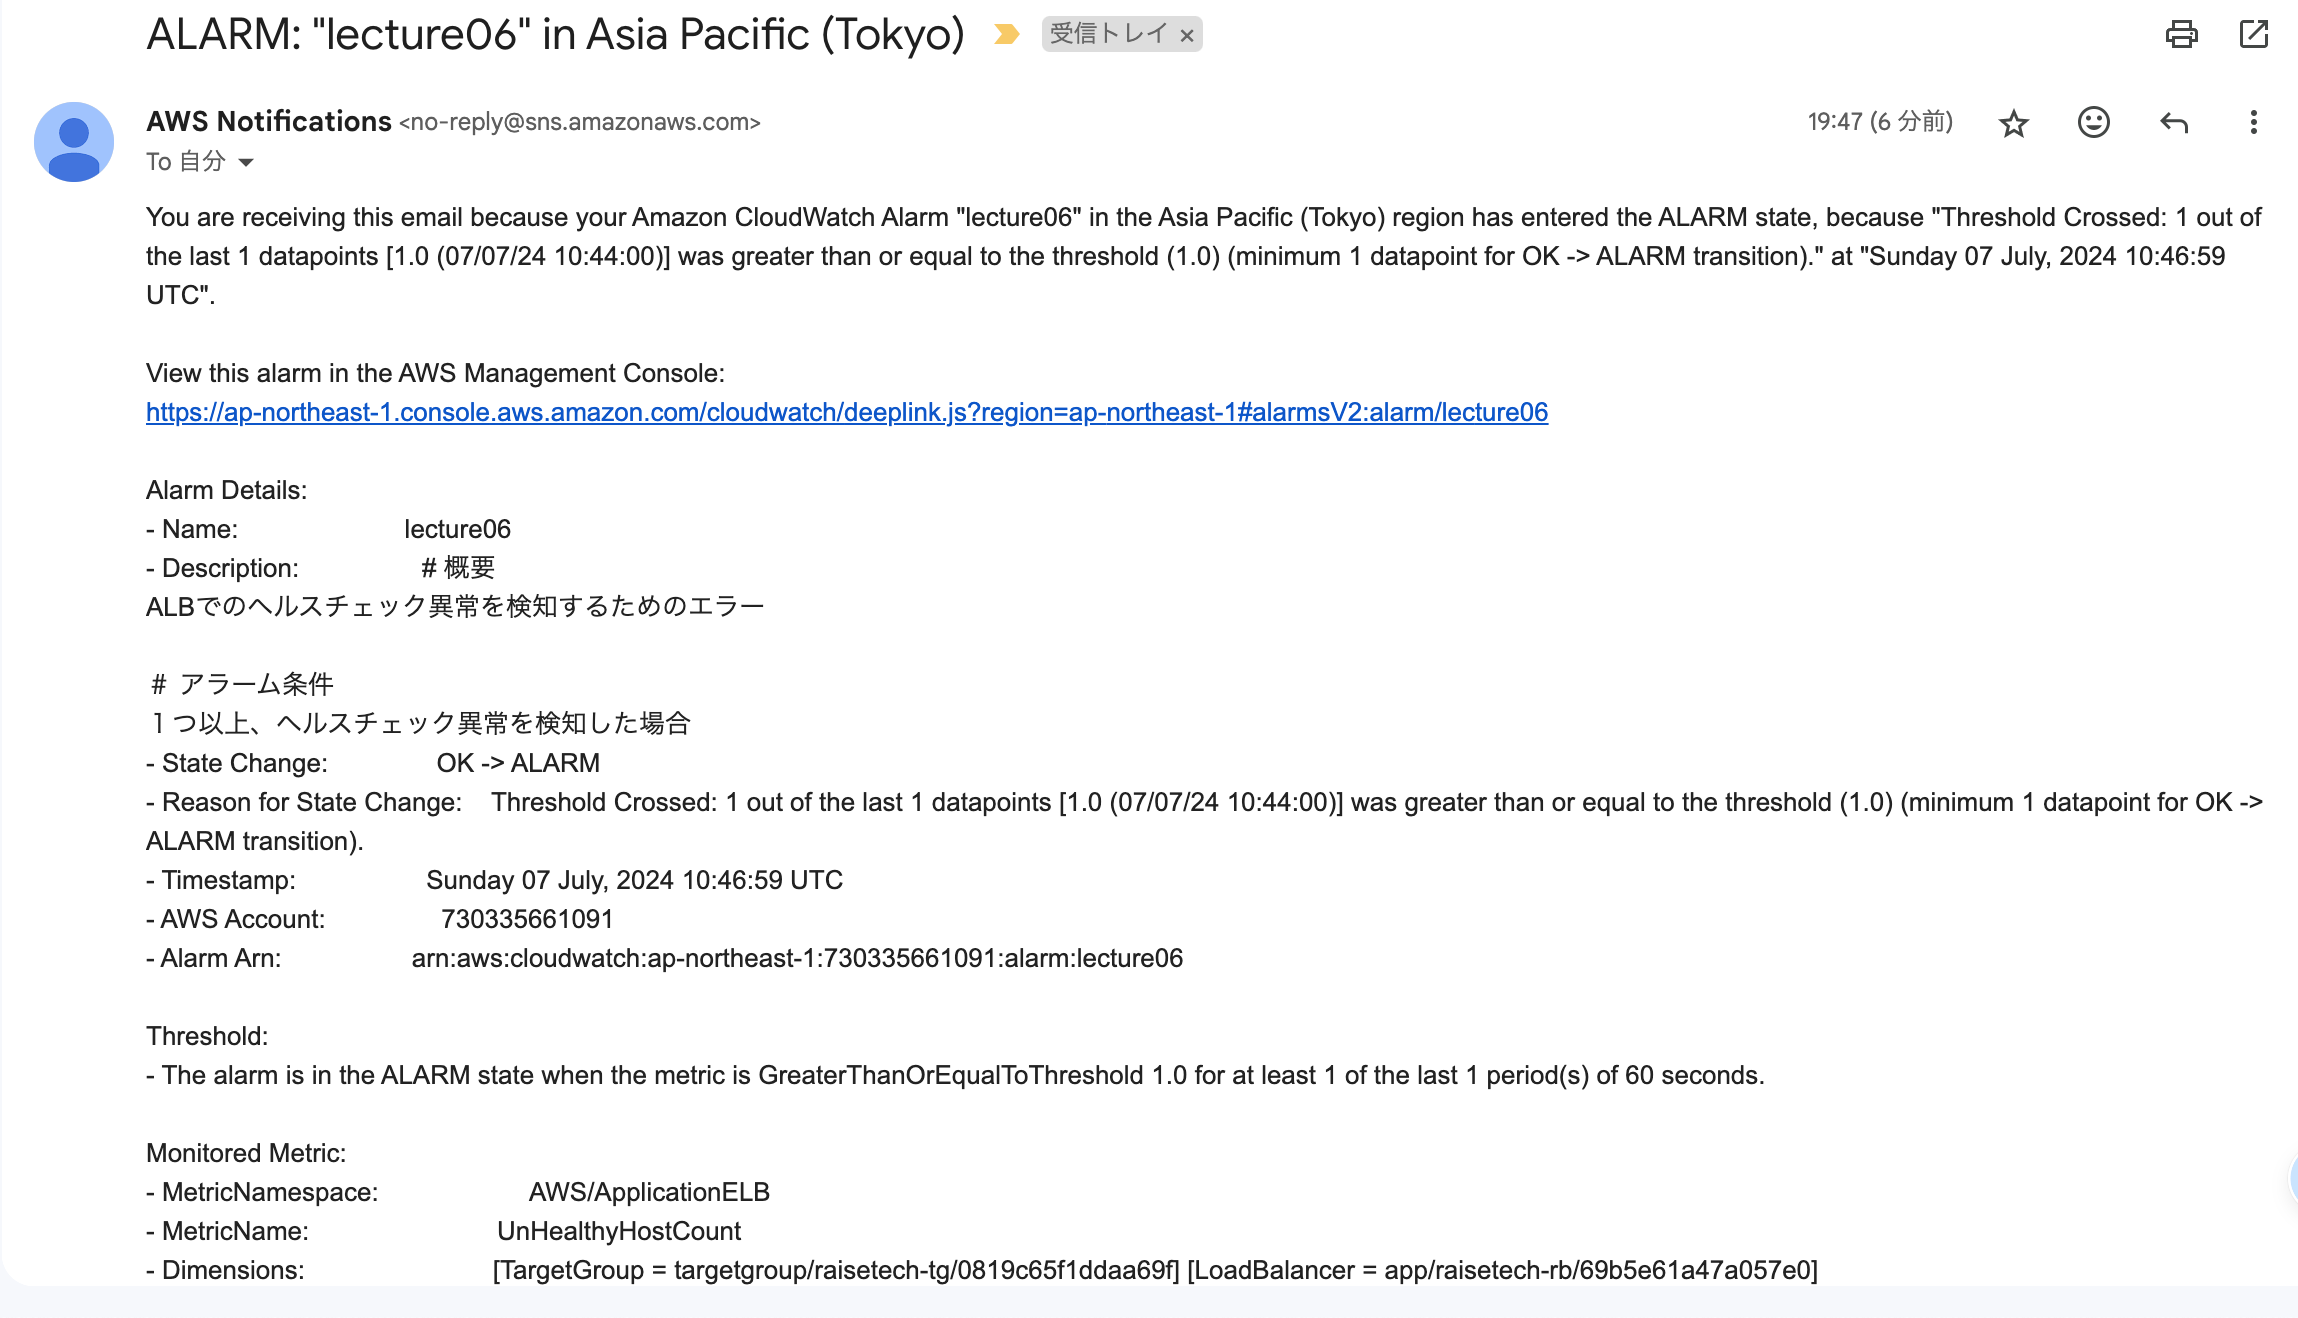 ALARM: "lecture06" in Asia Pacific (Tokyo) 受信トレイ ×
AWS Notifications <no-reply@sns.amazonaws.com> 19:47 (6 分前)
To 自分
You are receiving this email because your Amazon CloudWatch Alarm "lecture06" in the Asia Pacific (Tokyo) region has entered the ALARM state, because "Threshold Crossed: 1 out of
the last 1 datapoints [1.0 (07/07/24 10:44:00)] was greater than or equal to the threshold (1.0) (minimum 1 datapoint for OK -> ALARM transition)." at "Sunday 07 July, 2024 10:46:59
UTC".
View this alarm in the AWS Management Console:
https://ap-northeast-1.console.aws.amazon.com/cloudwatch/deeplink.js?region=ap-northeast-1#alarmsV2:alarm/lecture06
Alarm Details:
- Name: lecture06
- Description: # 概要
ALBでのヘルスチェック異常を検知するためのエラー
# アラーム条件
１つ以上、ヘルスチェック異常を検知した場合
- State Change: OK -> ALARM
- Reason for State Change: Threshold Crossed: 1 out of the last 1 datapoints [1.0 (07/07/24 10:44:00)] was greater than or equal to the threshold (1.0) (minimum 1 datapoint for OK ->
ALARM transition).
- Timestamp: Sunday 07 July, 2024 10:46:59 UTC
- AWS Account: 730335661091
- Alarm Arn: arn:aws:cloudwatch:ap-northeast-1:730335661091:alarm:lecture06
Threshold:
- The alarm is in the ALARM state when the metric is GreaterThanOrEqualToThreshold 1.0 for at least 1 of the last 1 period(s) of 60 seconds.
Monitored Metric:
- MetricNamespace: AWS/ApplicationELB
- MetricName: UnHealthyHostCount
- Dimensions: [TargetGroup = targetgroup/raisetech-tg/0819c65f1ddaa69f] [LoadBalancer = app/raisetech-rb/69b5e61a47a057e0]